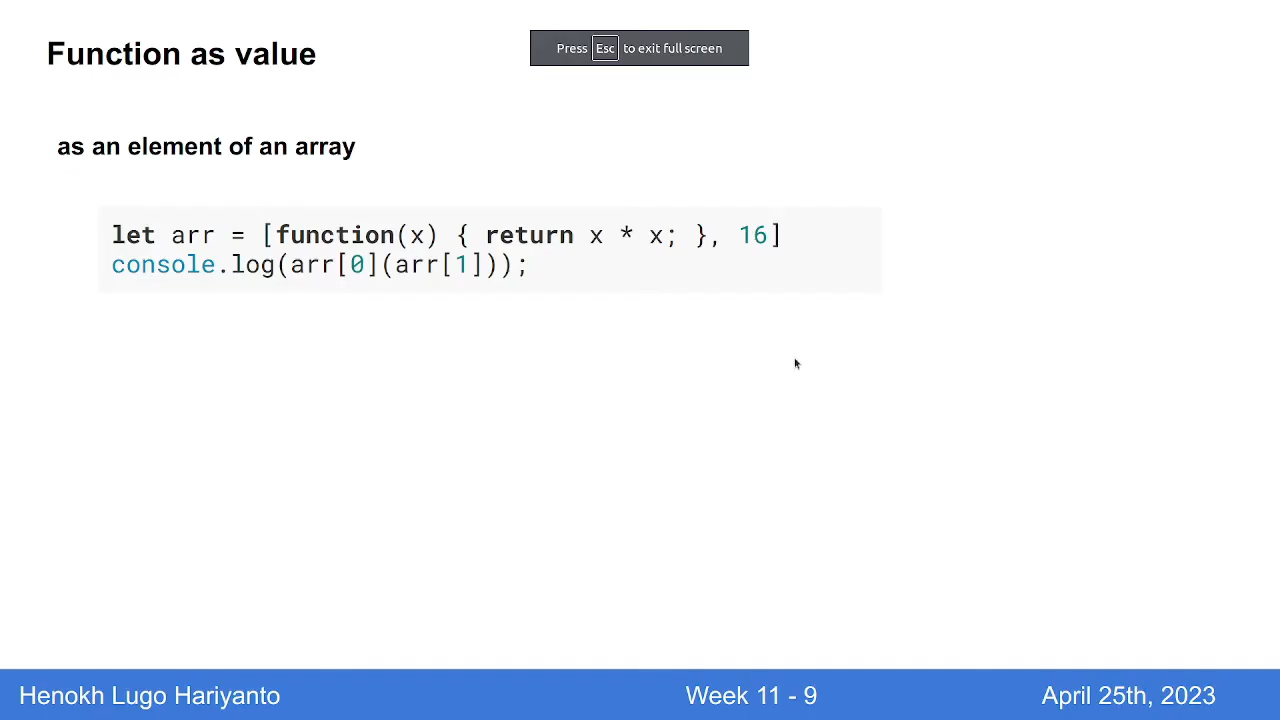 Function as value
Press Esc to exit full screen
as an element of an array
let arr = [function(x) { return x * x; }, 16]
console.log(arr[0](arr[1]));
Henokh Lugo Hariyanto
Week 11 - 9
April 25th, 2023